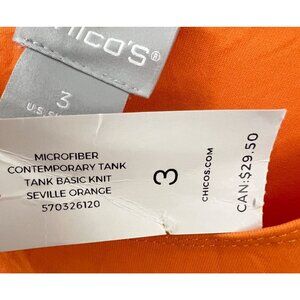 CHICO'S®
3
U.S.
MICROFIBER
CONTEMPORARY TANK
TANK BASIC KNIT
SEVILLE ORANGE
570326120
3
CHICOS.COM
CAN:$29.50